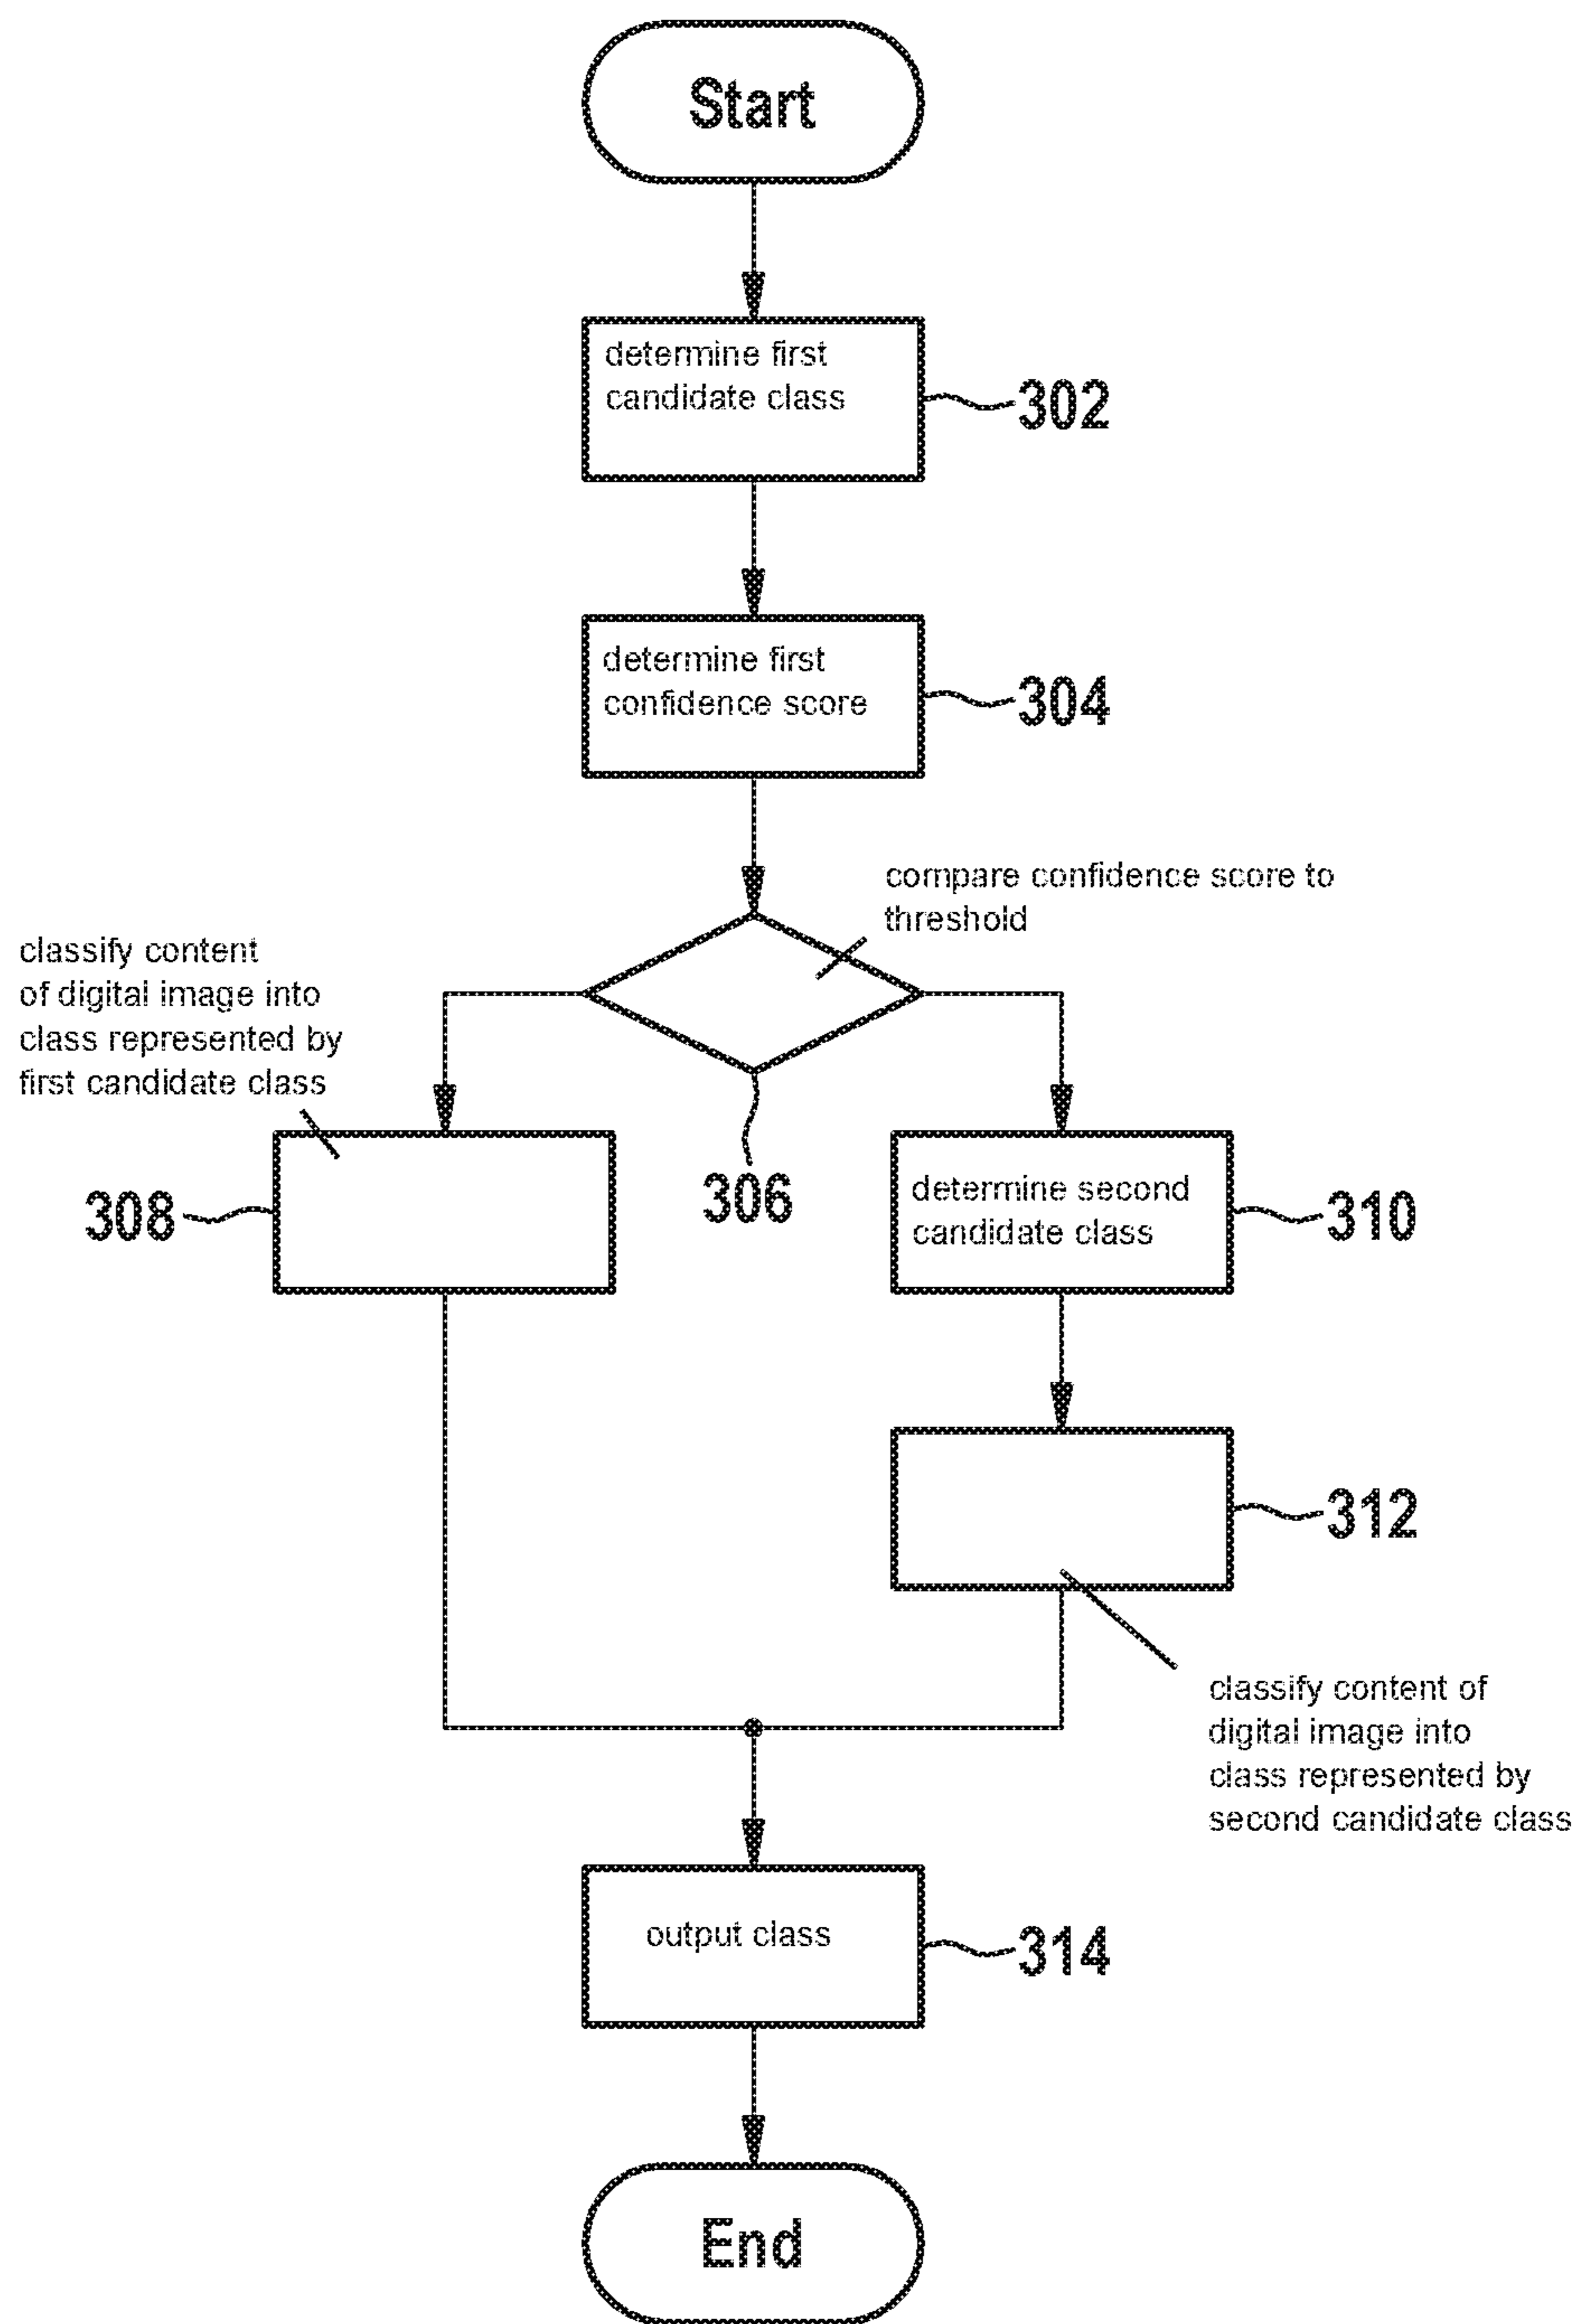 Start
determine first
candidate class
302
determine first
confidence score
304
compare confidence score to
threshold
classify content
of digital image into
class represented by
first candidate class
306
308
determine second
candidate class
310
312
classify content of
digital image into
class represented by
second candidate class
output class
314
End